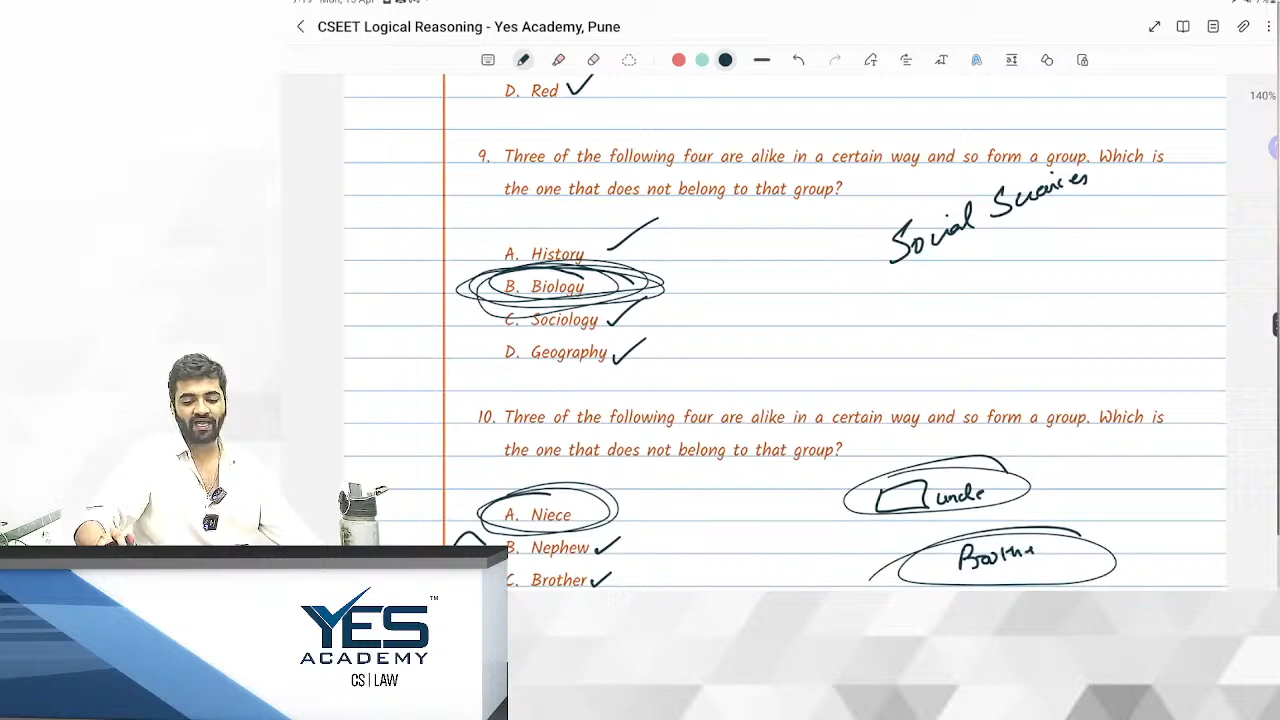 CSEET Logical Reasoning - Yes Academy, Pune
140%
D. Red
9. Three of the following four are alike in a certain way and so form a group. Which is
the one that does not belong to that group?
Social Sciences
A. History
B. Biology
C. Sociology
D. Geography
10. Three of the following four are alike in a certain way and so form a group. Which is
the one that does not belong to that group?
uncle
A. Niece
B. Nephew
Brother
C. Brother
YES
ACADEMY
CS | LAW
TM